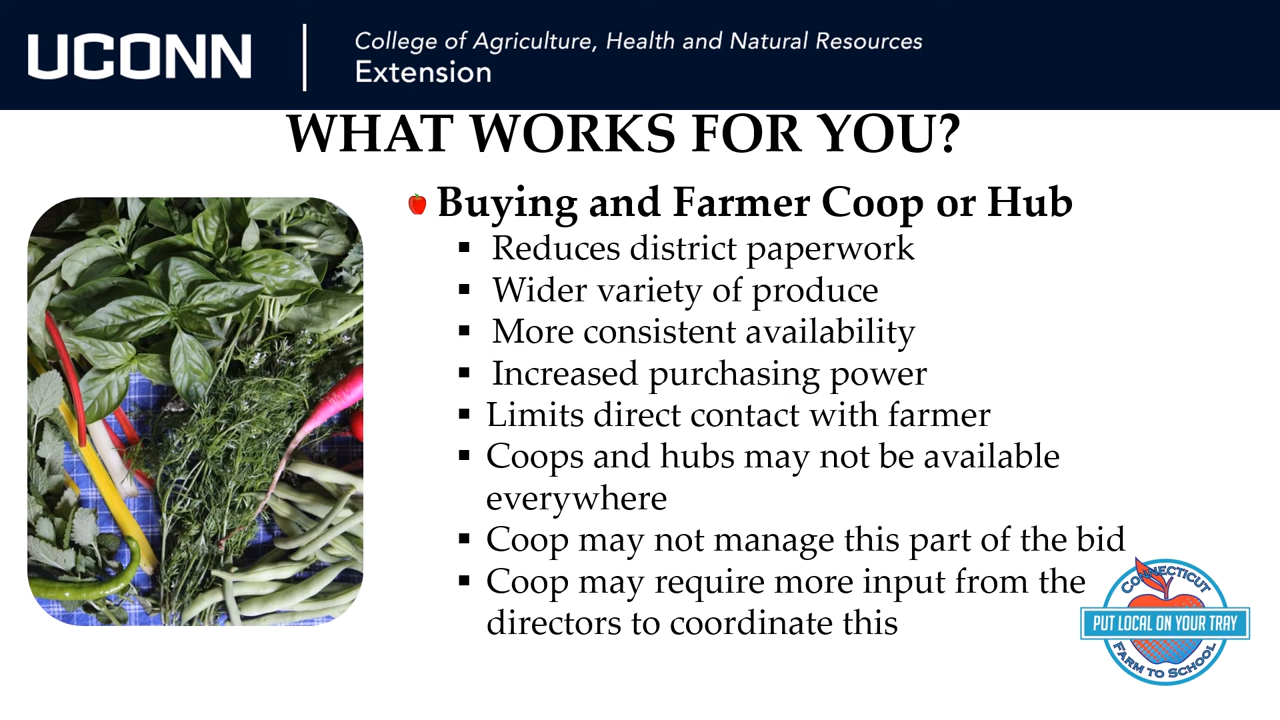 UCONN
College of Agriculture, Health and Natural Resources
Extension
WHAT WORKS FOR YOU?
Buying and Farmer Coop or Hub
Reduces district paperwork
Wider variety of produce
More consistent availability
Increased purchasing power
Limits direct contact with farmer
Coops and hubs may not be available
everywhere
Coop may not manage this part of the bid
Coop may require more input from the
directors to coordinate this
CONNECTICUT
PUT LOCAL ON YOUR TRAY
FARM TO SCHOOL